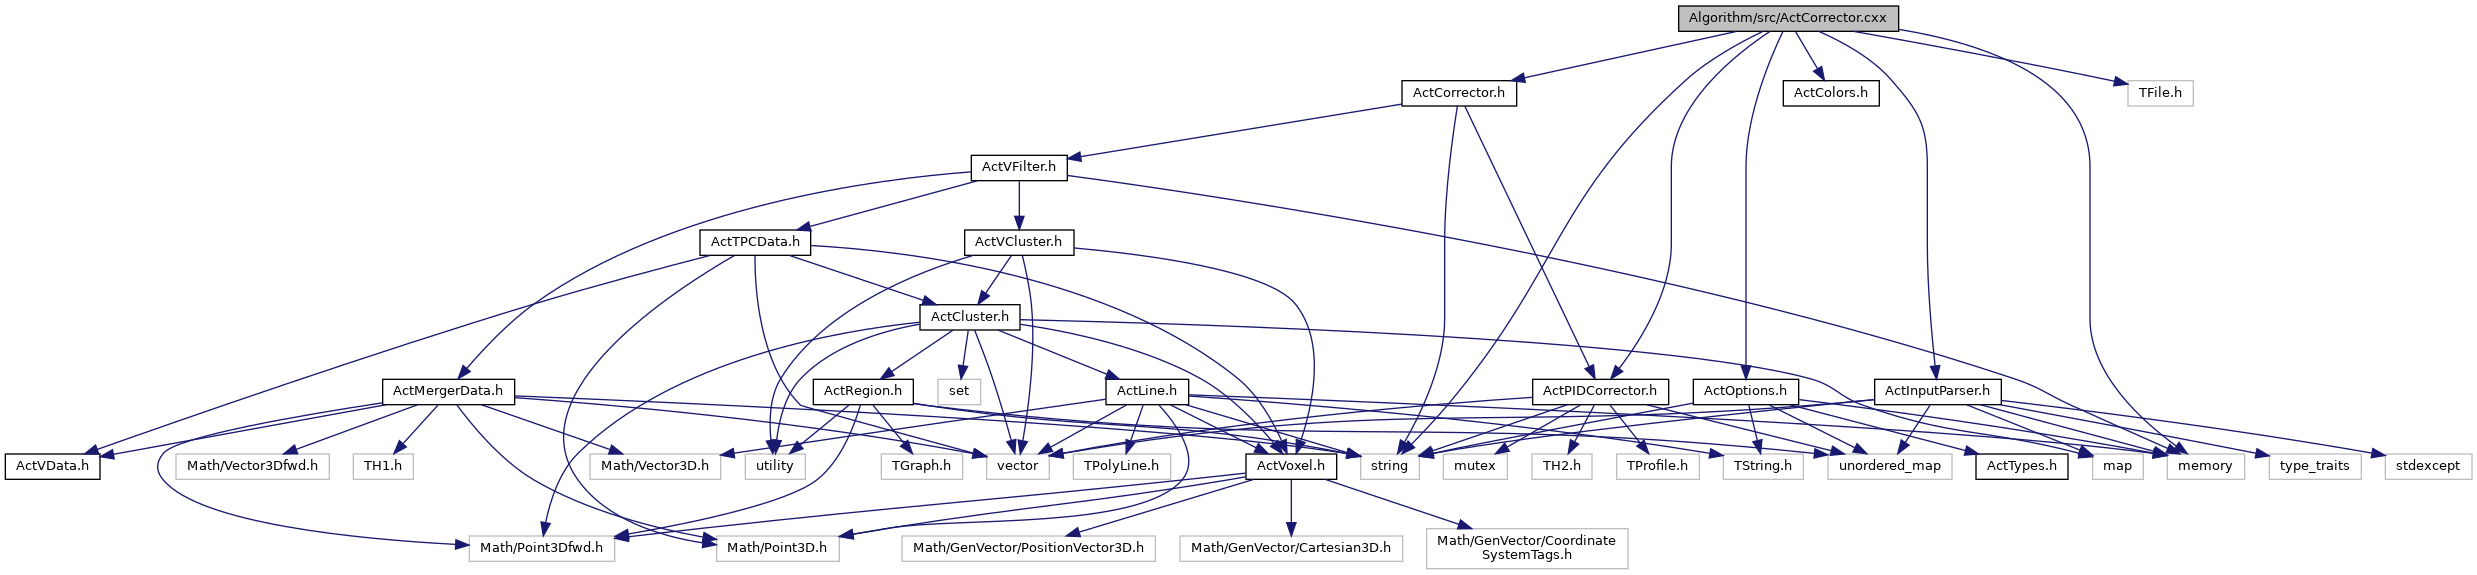 Algorithm/src/ActCorrector.cxx
ActCorrector.h
ActColors.h
TFile.h
ActVFilter.h
ActTPCData.h
ActVCluster.h
ActCluster.h
ActMergerData.h
ActRegion.h
set
ActLine.h
ActPIDCorrector.h
ActOptions.h
ActInputParser.h
ActVData.h
Math/Vector3Dfwd.h
TH1.h
Math/Vector3D.h
utility
TGraph.h
vector
TPolyLine.h
ActVoxel.h
string
mutex
TH2.h
TProfile.h
TString.h
unordered_map
ActTypes.h
map
memory
type_traits
stdexcept
Math/Point3Dfwd.h
Math/Point3D.h
Math/GenVector/PositionVector3D.h
Math/GenVector/Cartesian3D.h
Math/GenVector/Coordinate
SystemTags.h